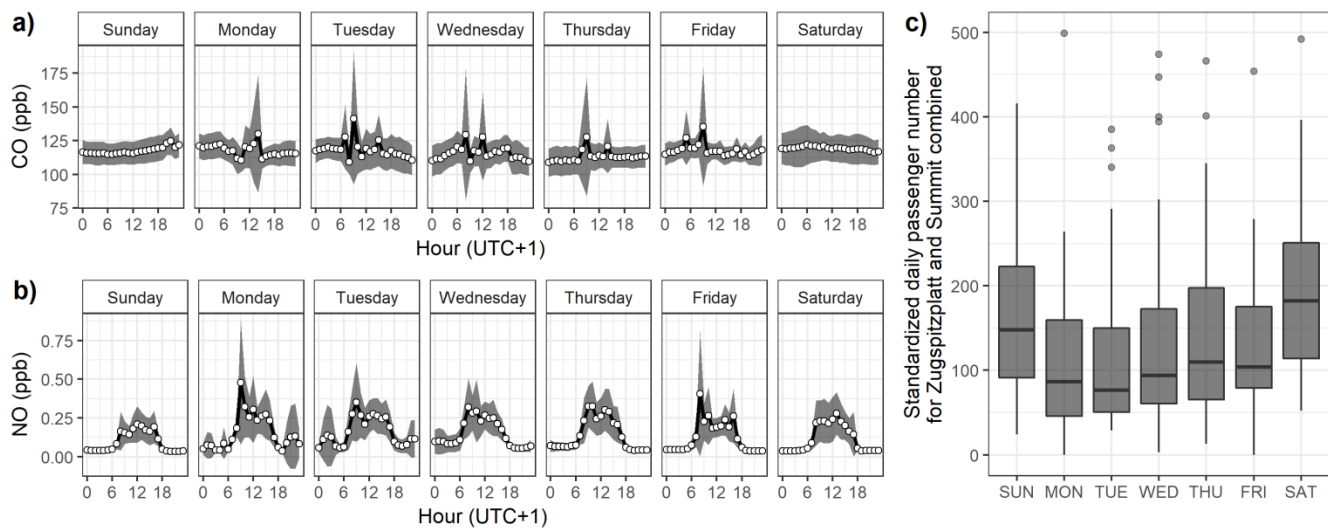 a)
Sunday Monday Tuesday Wednesday Thursday Friday Saturday
CO (ppb)
175
150
125
100
75
0 6 12 18 0 6 12 18 0 6 12 18 0 6 12 18 0 6 12 18 0 6 12 18 0 6 12 18
Hour (UTC+1)
b)
Sunday Monday Tuesday Wednesday Thursday Friday Saturday
NO (ppb)
0.75
0.50
0.25
0.00
0 6 12 18 0 6 12 18 0 6 12 18 0 6 12 18 0 6 12 18 0 6 12 18 0 6 12 18
Hour (UTC+1)
c)
Standardized daily passenger number
for Zugspitzplatt and Summit combined
500
400
300
200
100
0
SUN MON TUE WED THU FRI SAT